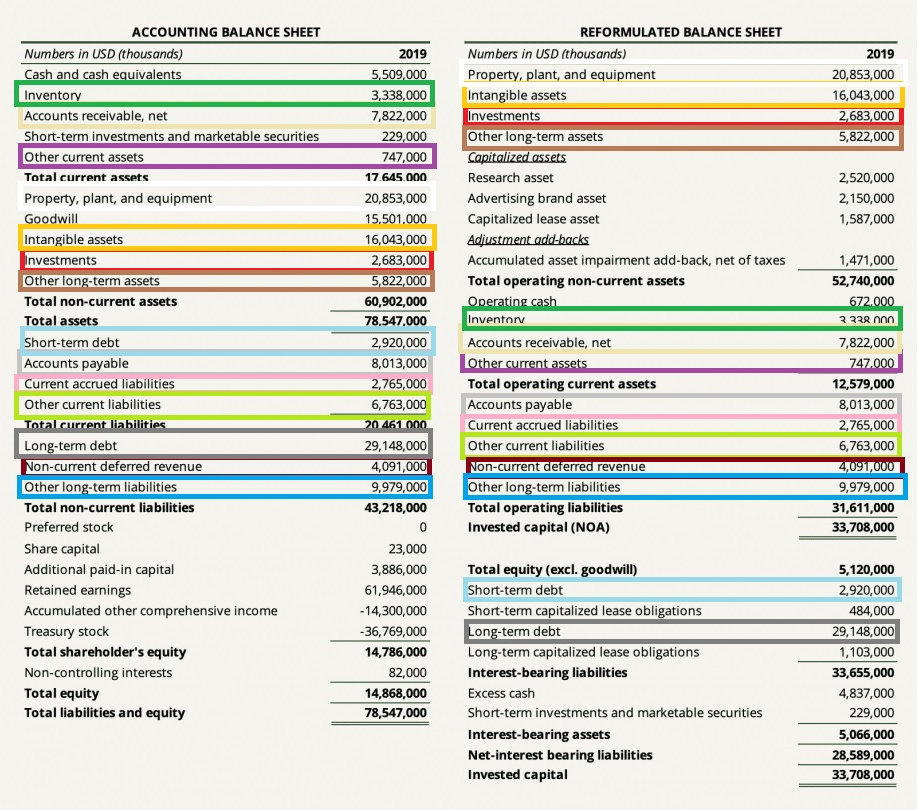 ACCOUNTING BALANCE SHEET
Numbers in USD (thousands) 2019
Cash and cash equivalents 5,509,000
Inventory 3,338,000
Accounts receivable, net 7,822,000
Short-term investments and marketable securities 229,000
Other current assets 747,000
Total current assets 17,645,000
Property, plant, and equipment 20,853,000
Goodwill 15,501,000
Intangible assets 16,043,000
Investments 2,683,000
Other long-term assets 5,822,000
Total non-current assets 60,902,000
Total assets 78,547,000
Short-term debt 2,920,000
Accounts payable 8,013,000
Current accrued liabilities 2,765,000
Other current liabilities 6,763,000
Total current liabilities 20,461,000
Long-term debt 29,148,000
Non-current deferred revenue 4,091,000
Other long-term liabilities 9,979,000
Total non-current liabilities 43,218,000
Preferred stock 0
Share capital 23,000
Additional paid-in capital 3,886,000
Retained earnings 61,946,000
Accumulated other comprehensive income -14,300,000
Treasury stock -36,769,000
Total shareholder's equity 14,786,000
Non-controlling interests 82,000
Total equity 14,868,000
Total liabilities and equity 78,547,000
REFORMULATED BALANCE SHEET
Numbers in USD (thousands) 2019
Property, plant, and equipment 20,853,000
Intangible assets 16,043,000
Investments 2,683,000
Other long-term assets 5,822,000
Capitalized assets
Research asset 2,520,000
Advertising brand asset 2,150,000
Capitalized lease asset 1,587,000
Adjustment add-backs
Accumulated asset impairment add-back, net of taxes 1,471,000
Total operating non-current assets 52,740,000
Operating cash 672,000
Inventory 3,338,000
Accounts receivable, net 7,822,000
Other current assets 747,000
Total operating current assets 12,579,000
Accounts payable 8,013,000
Current accrued liabilities 2,765,000
Other current liabilities 6,763,000
Non-current deferred revenue 4,091,000
Other long-term liabilities 9,979,000
Total operating liabilities 31,611,000
Invested capital (NOA) 33,708,000
Total equity (excl. goodwill) 5,120,000
Short-term debt 2,920,000
Short-term capitalized lease obligations 484,000
Long-term debt 29,148,000
Long-term capitalized lease obligations 1,103,000
Interest-bearing liabilities 33,655,000
Excess cash 4,837,000
Short-term investments and marketable securities 229,000
Interest-bearing assets 5,066,000
Net-interest bearing liabilities 28,589,000
Invested capital 33,708,000